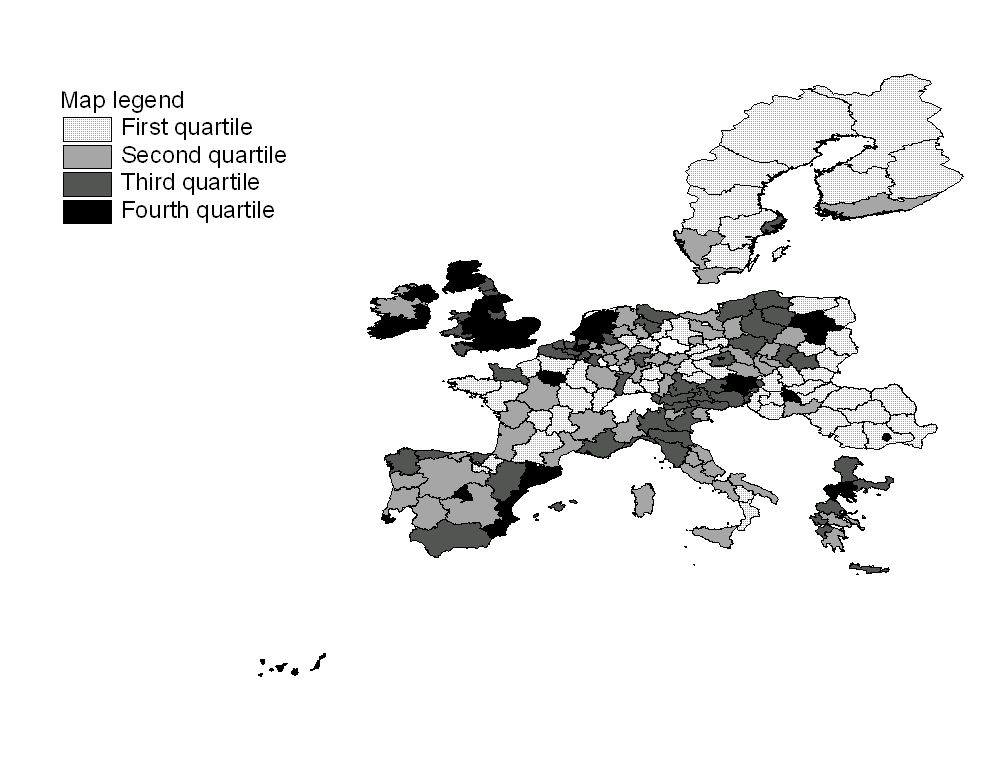 Map legend
First quartile
Second quartile
Third quartile
Fourth quartile